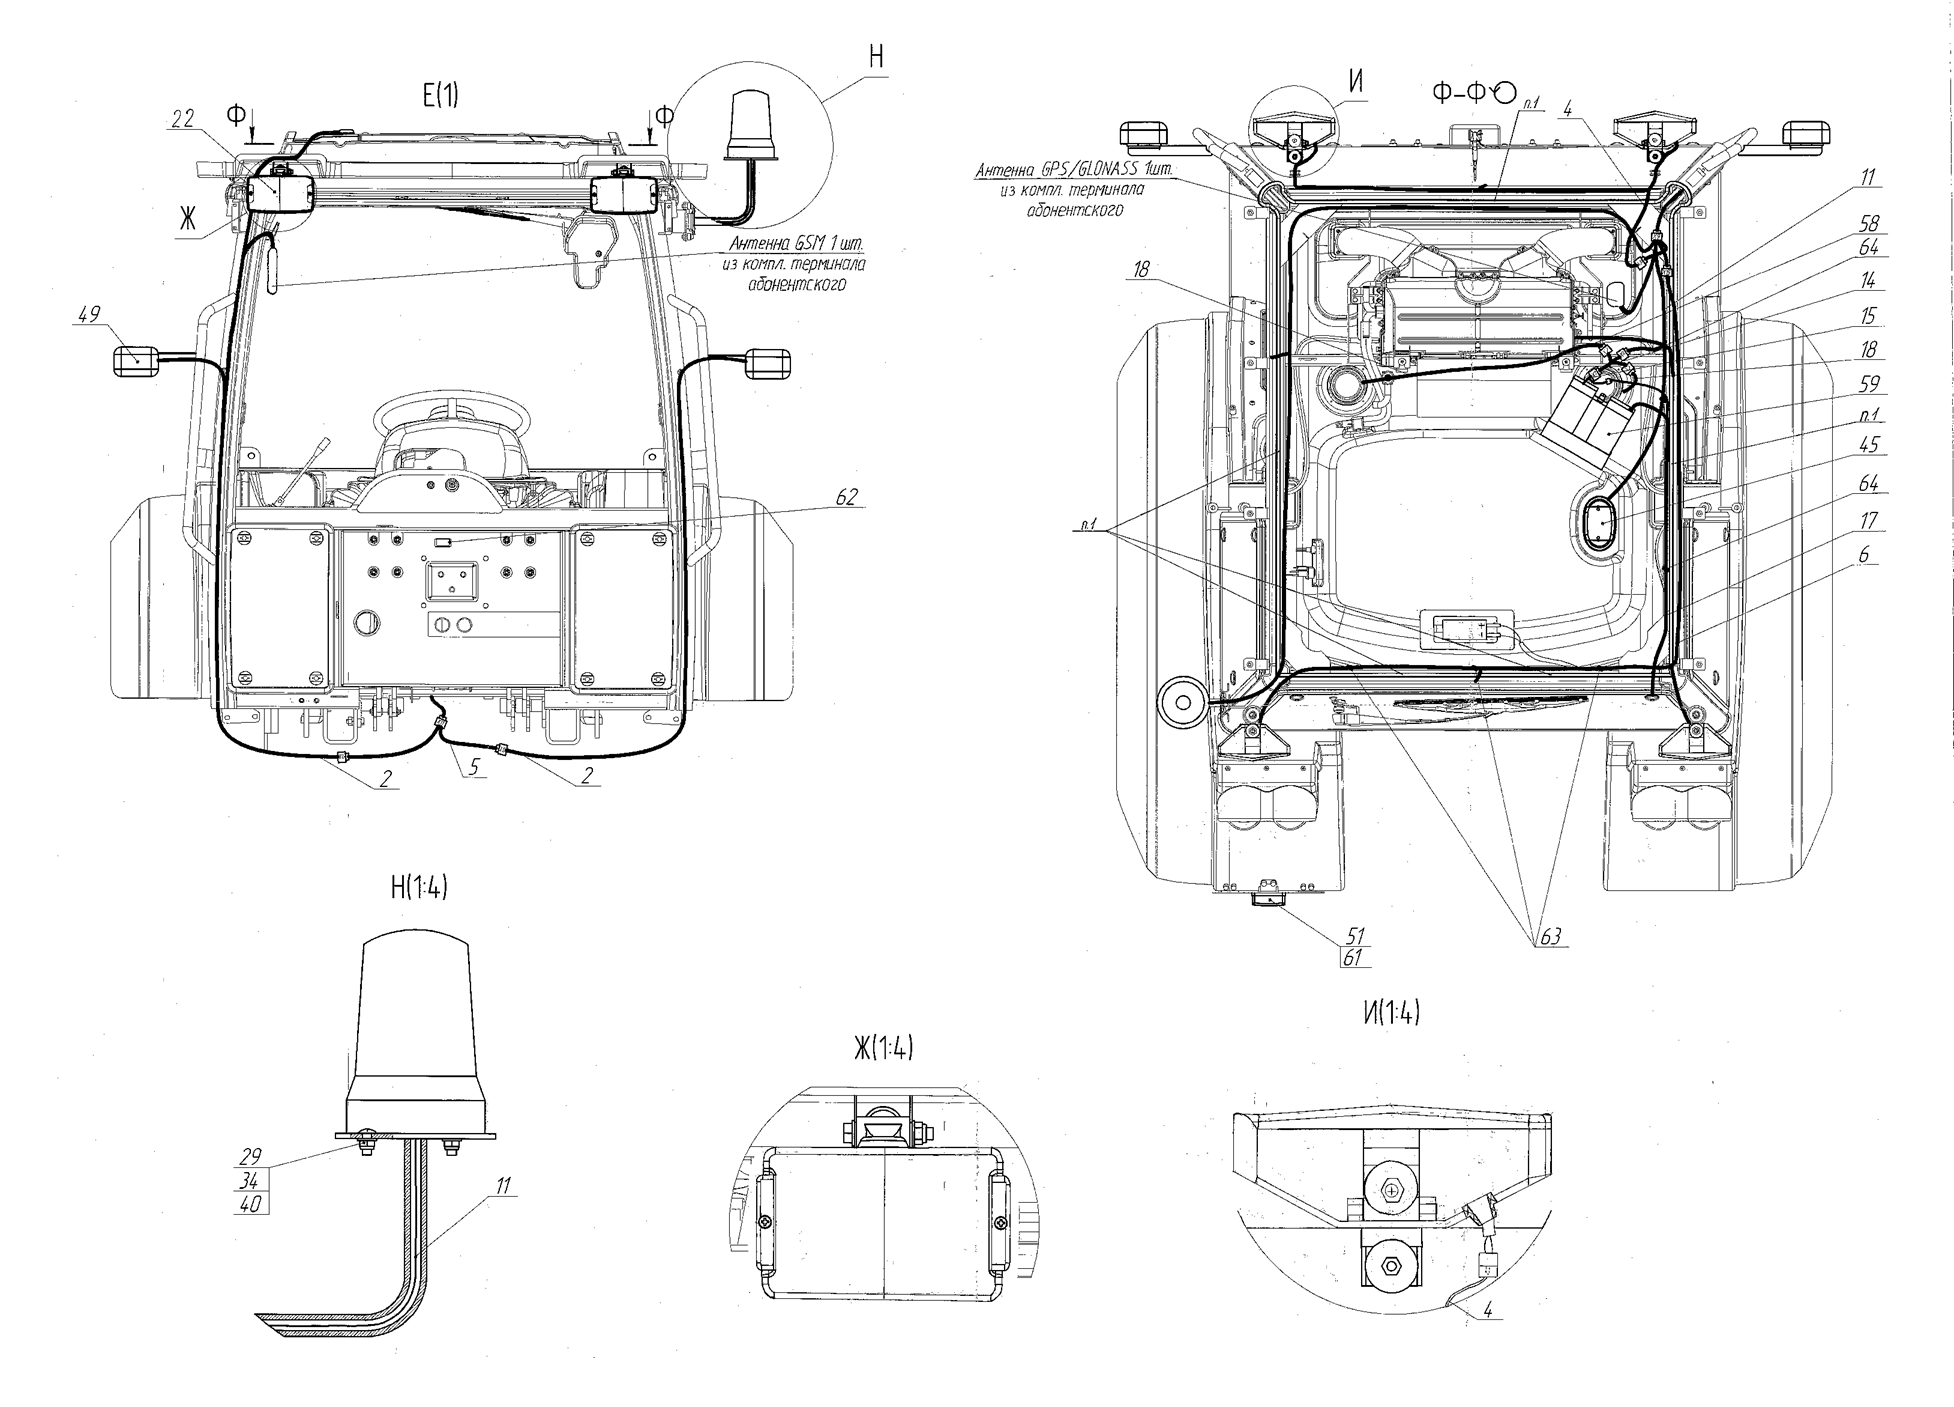 Е(1)
Н
22
Ф
Ф
Ж
Антенна GSM 1 шт.
из компл. терминала
абонентского
49
62
5
2
2
И
Ф-Ф
п.1
4
Антенна GPS/GLONASS 1шт.
из компл. терминала
абонентского
11
58
64
14
15
18
59
п.1
45
64
17
6
18
п.1
63
51
61
Н(1:4)
29
34
40
11
Ж(1:4)
И(1:4)
4